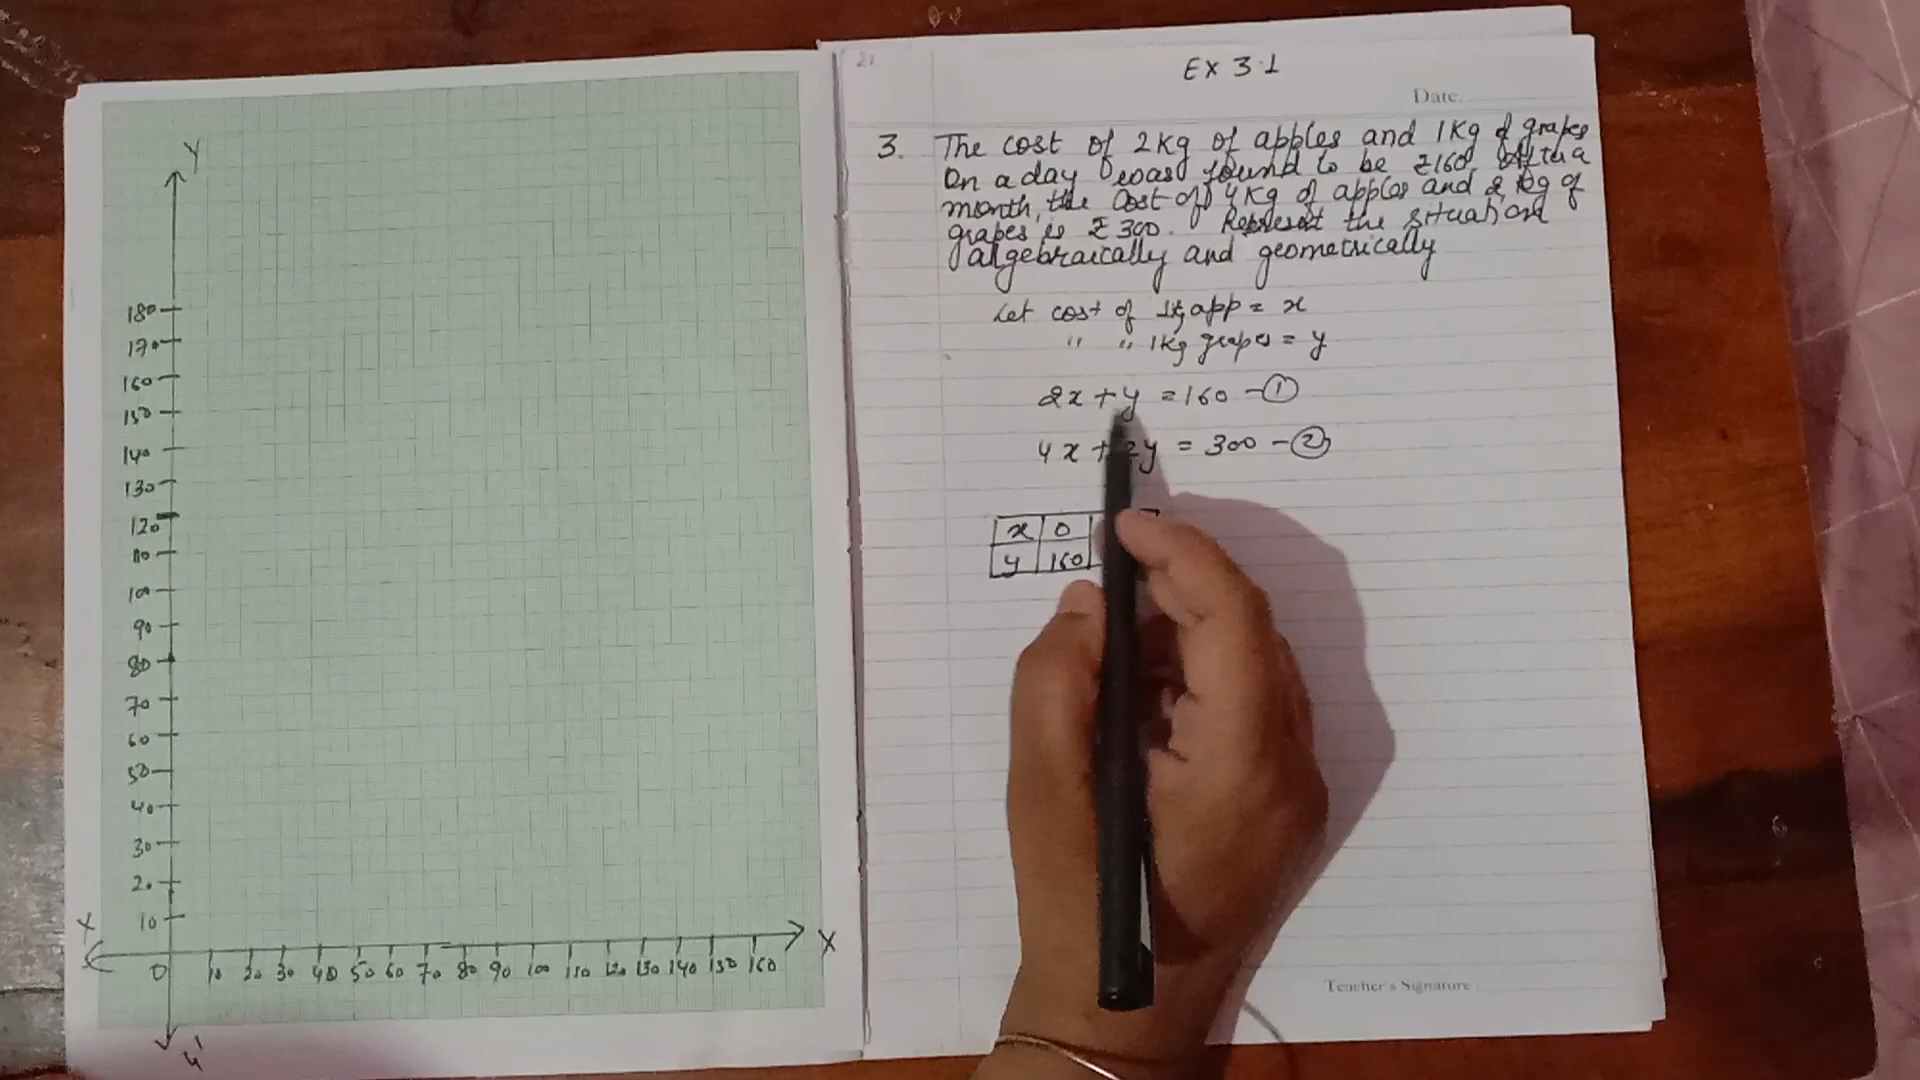 EX 3.1
Date
3. The cost of 2kg of apples and 1kg of grapes
on a day was found to be ₹160. After a
month, the cost of 4kg of apples and 2 kg of
grapes is ₹300. Represent the situation
algebraically and geometrically
Let cost of 1kg app = x
" " 1kg grapes = y
2x + y = 160 - ①
4x + 2y = 300 - ②
x 0
y 160
Teacher's Signature
Y
180
170
160
150
140
130
120
110
100
90
80
70
60
50
40
30
20
10
X X
0 10 20 30 40 50 60 70 80 90 100 110 120 130 140 150 160
y'